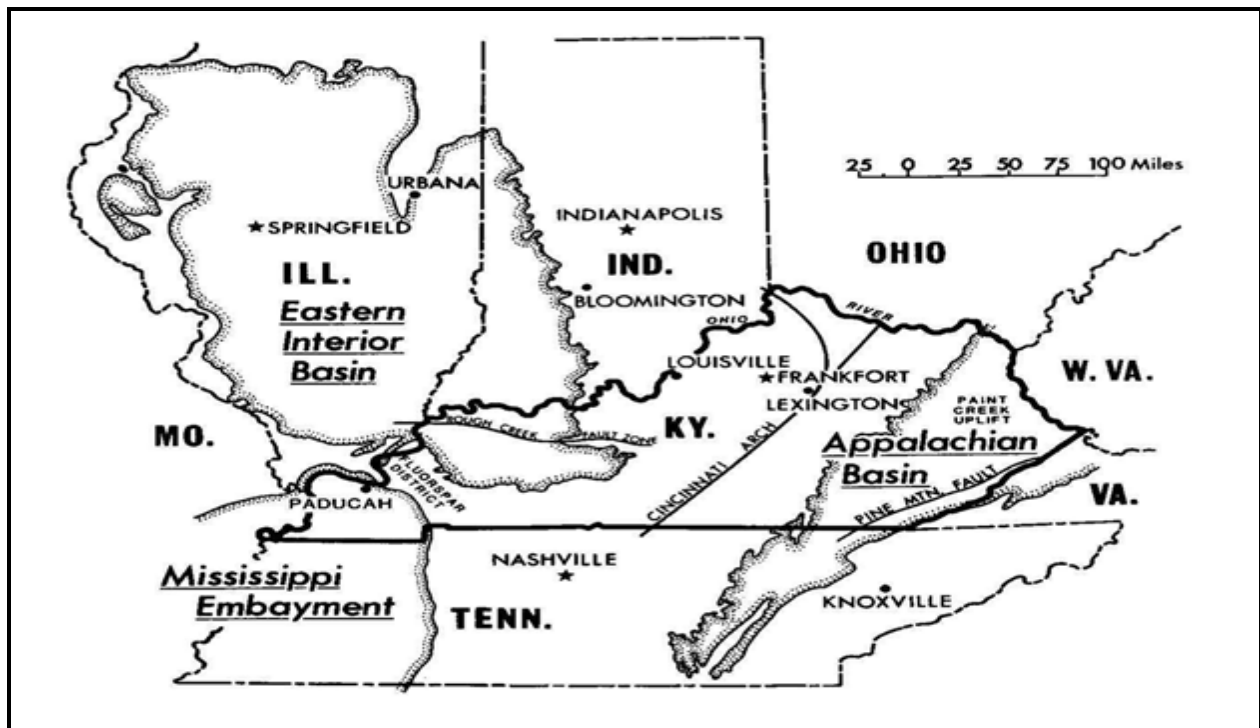 25 0 25 50 75 100 Miles
URBANA
INDIANAPOLIS
SPRINGFIELD
OHIO
ILL.
IND.
BLOOMINGTON
Eastern
Interior
Basin
OHIO
RIVER
LOUISVILLE
FRANKFORT
LEXINGTON
W. VA.
PAINT
CREEK
UPLIFT
MO.
ROUGH CREEK
FAULT ZONE
KY.
CINCINNATI ARCH
Appalachian
Basin
FLUORSPAR
DISTRICT
PINE MTN. FAULT
VA.
PADUCAH
NASHVILLE
Mississippi
Embayment
TENN.
KNOXVILLE